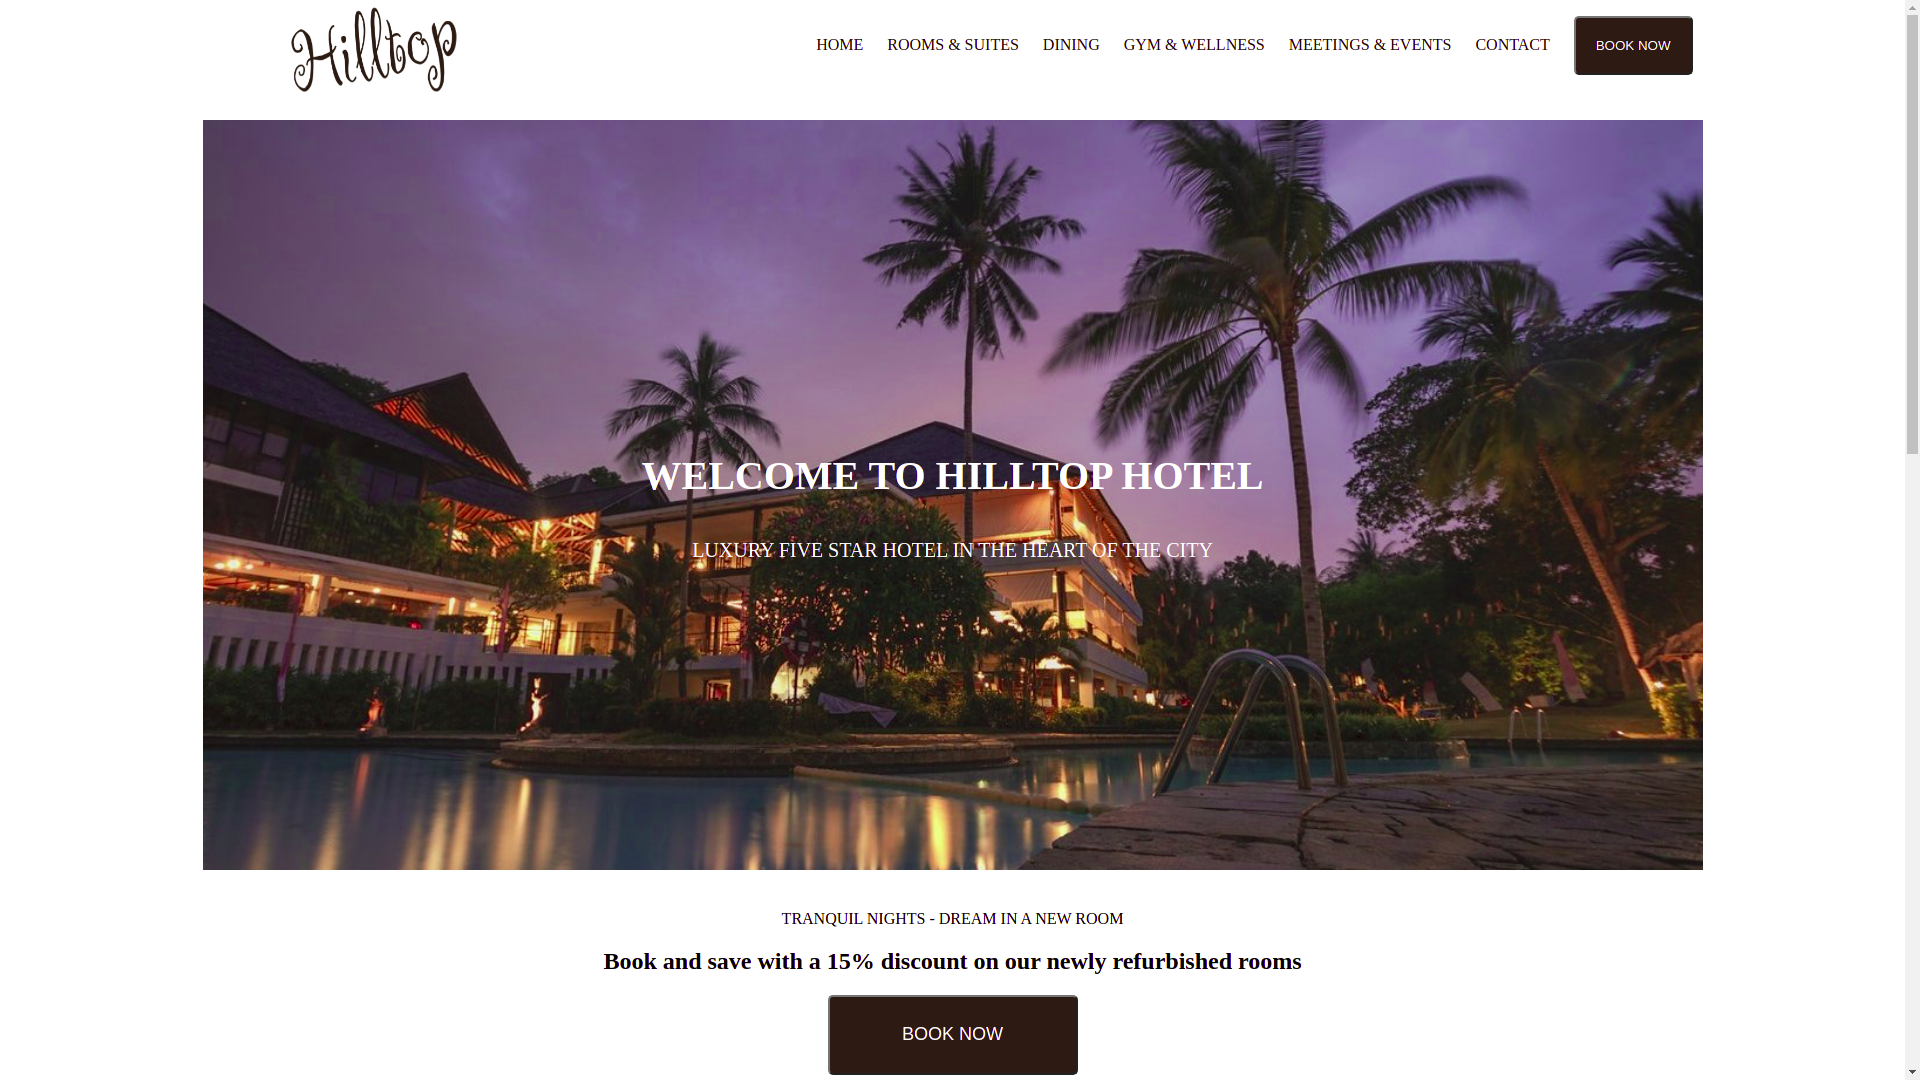 Hilltop
HOME ROOMS & SUITES DINING GYM & WELLNESS MEETINGS & EVENTS CONTACT BOOK NOW
WELCOME TO HILLTOP HOTEL
LUXURY FIVE STAR HOTEL IN THE HEART OF THE CITY
TRANQUIL NIGHTS - DREAM IN A NEW ROOM
Book and save with a 15% discount on our newly refurbished rooms
BOOK NOW